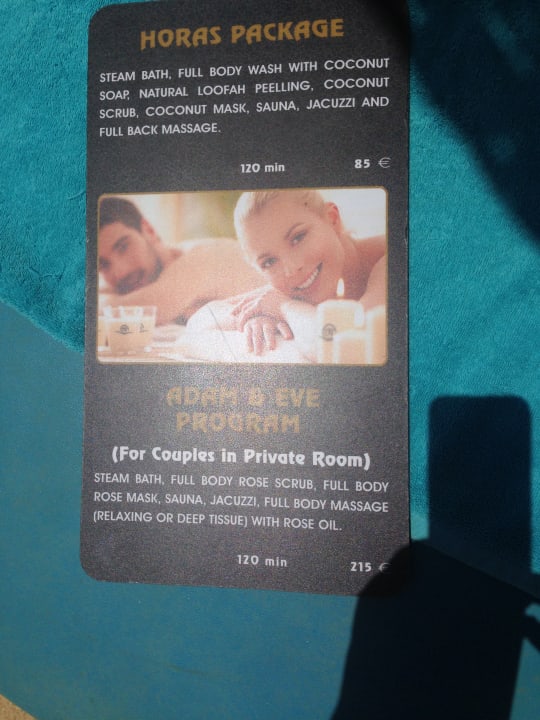 HORAS PACKAGE
STEAM BATH, FULL BODY WASH WITH COCONUT
SOAP, NATURAL LOOFAH PEELLING, COCONUT
SCRUB, COCONUT MASK, SAUNA, JACUZZI AND
FULL BACK MASSAGE.
120 min 85 €
ADAM & EVE
PROGRAM
(For Couples in Private Room)
STEAM BATH, FULL BODY ROSE SCRUB, FULL BODY
ROSE MASK, SAUNA, JACUZZI, FULL BODY MASSAGE
(RELAXING OR DEEP TISSUE) WITH ROSE OIL.
120 min 215 €